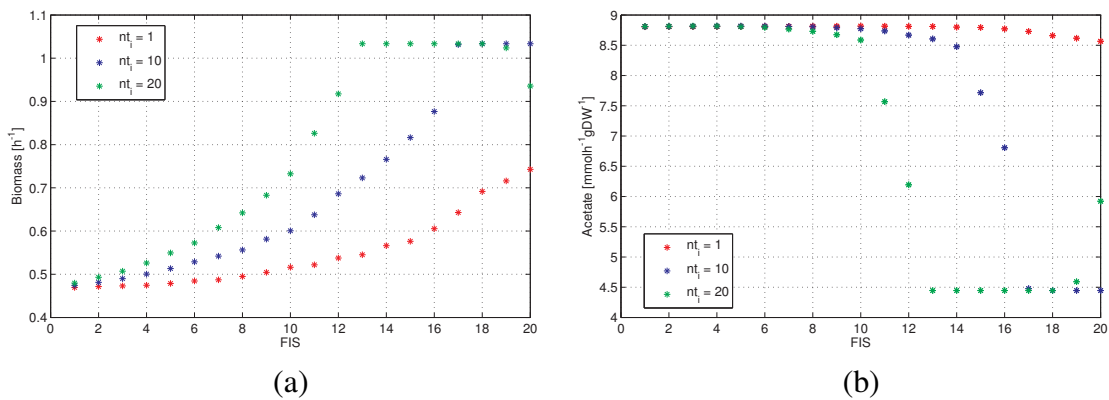 1.1
1
0.9
0.8
0.7
0.6
0.5
0.4
Biomass [h⁻¹]
nt_i = 1
nt_i = 10
nt_i = 20
0 2 4 6 8 10 12 14 16 18 20
FIS
(a)
9
8.5
8
7.5
7
6.5
6
5.5
5
4.5
4
Acetate [mmolh⁻¹gDW⁻¹]
nt_i = 1
nt_i = 10
nt_i = 20
0 2 4 6 8 10 12 14 16 18 20
FIS
(b)